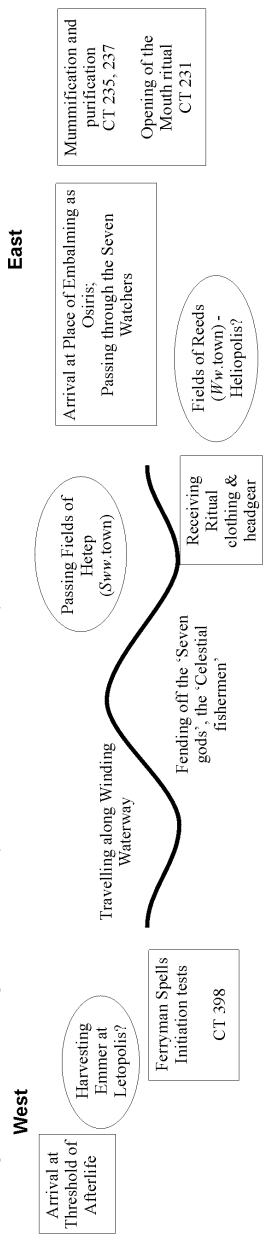 West
East
Arrival at
Threshold of
Afterlife
Harvesting
Emmer at
Letopolis?
Ferryman Spells
Initiation tests
CT 398
Travelling along Winding
Waterway
Fending off the ‘Seven
gods’, the ‘Celestial
fishermen’
Passing Fields of
Hetep
(Sww.town)
Receiving
Ritual
clothing &
headgear
Fields of Reeds
(Ww.town) -
Heliopolis?
Arrival at Place of Embalming as
Osiris;
Passing through the Seven
Watchers
Mummification and
purification
CT 235, 237
Opening of the
Mouth ritual
CT 231